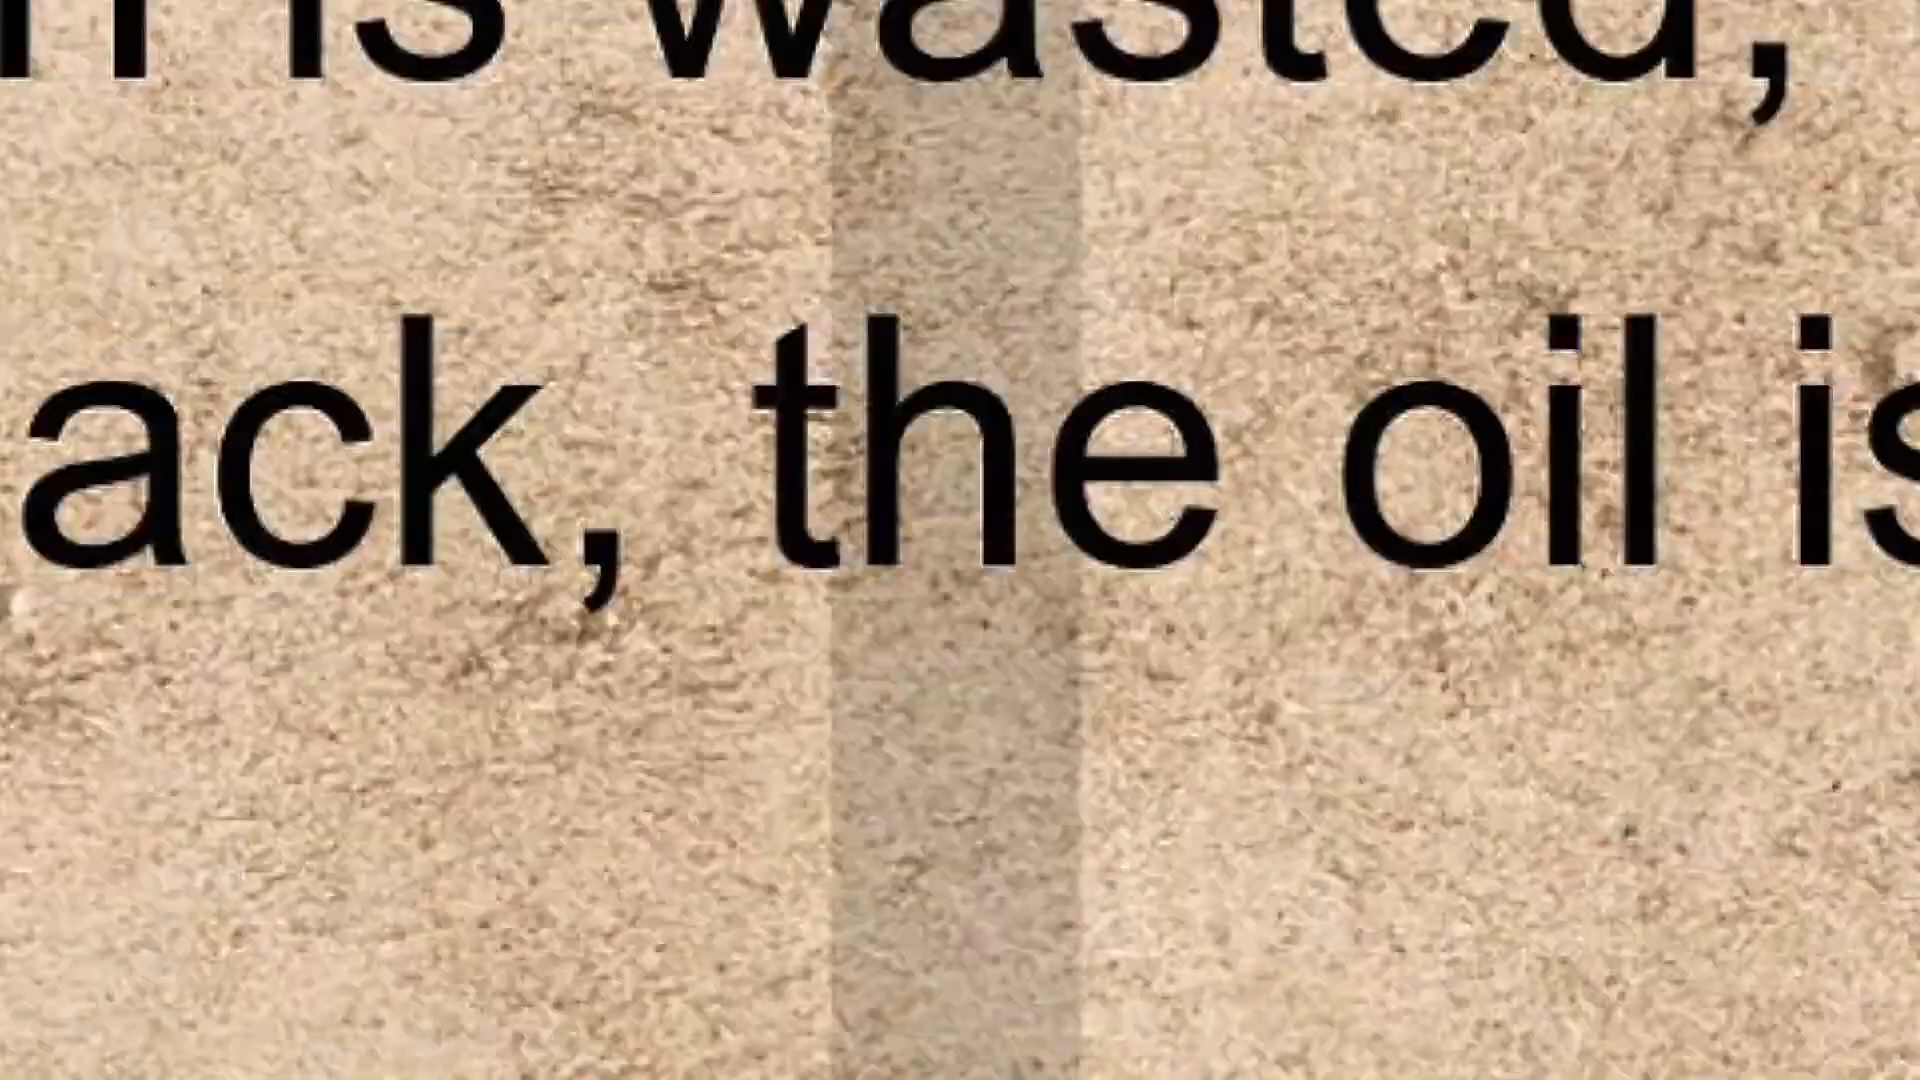 is wasted,
ack, the oil is